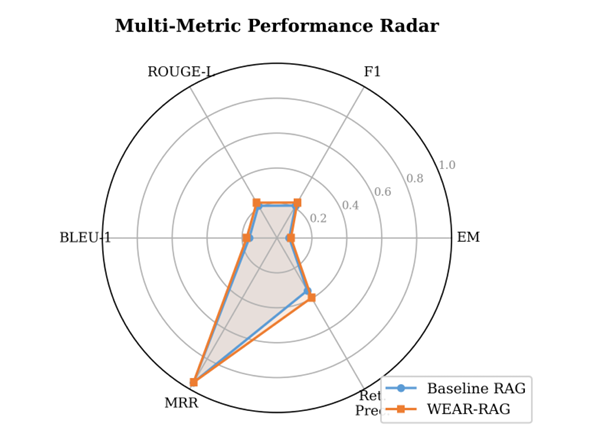 Multi-Metric Performance Radar
ROUGE-L
F1
1.0
0.8
0.6
0.4
0.2
BLEU-1
EM
MRR
Baseline RAG
WEAR-RAG